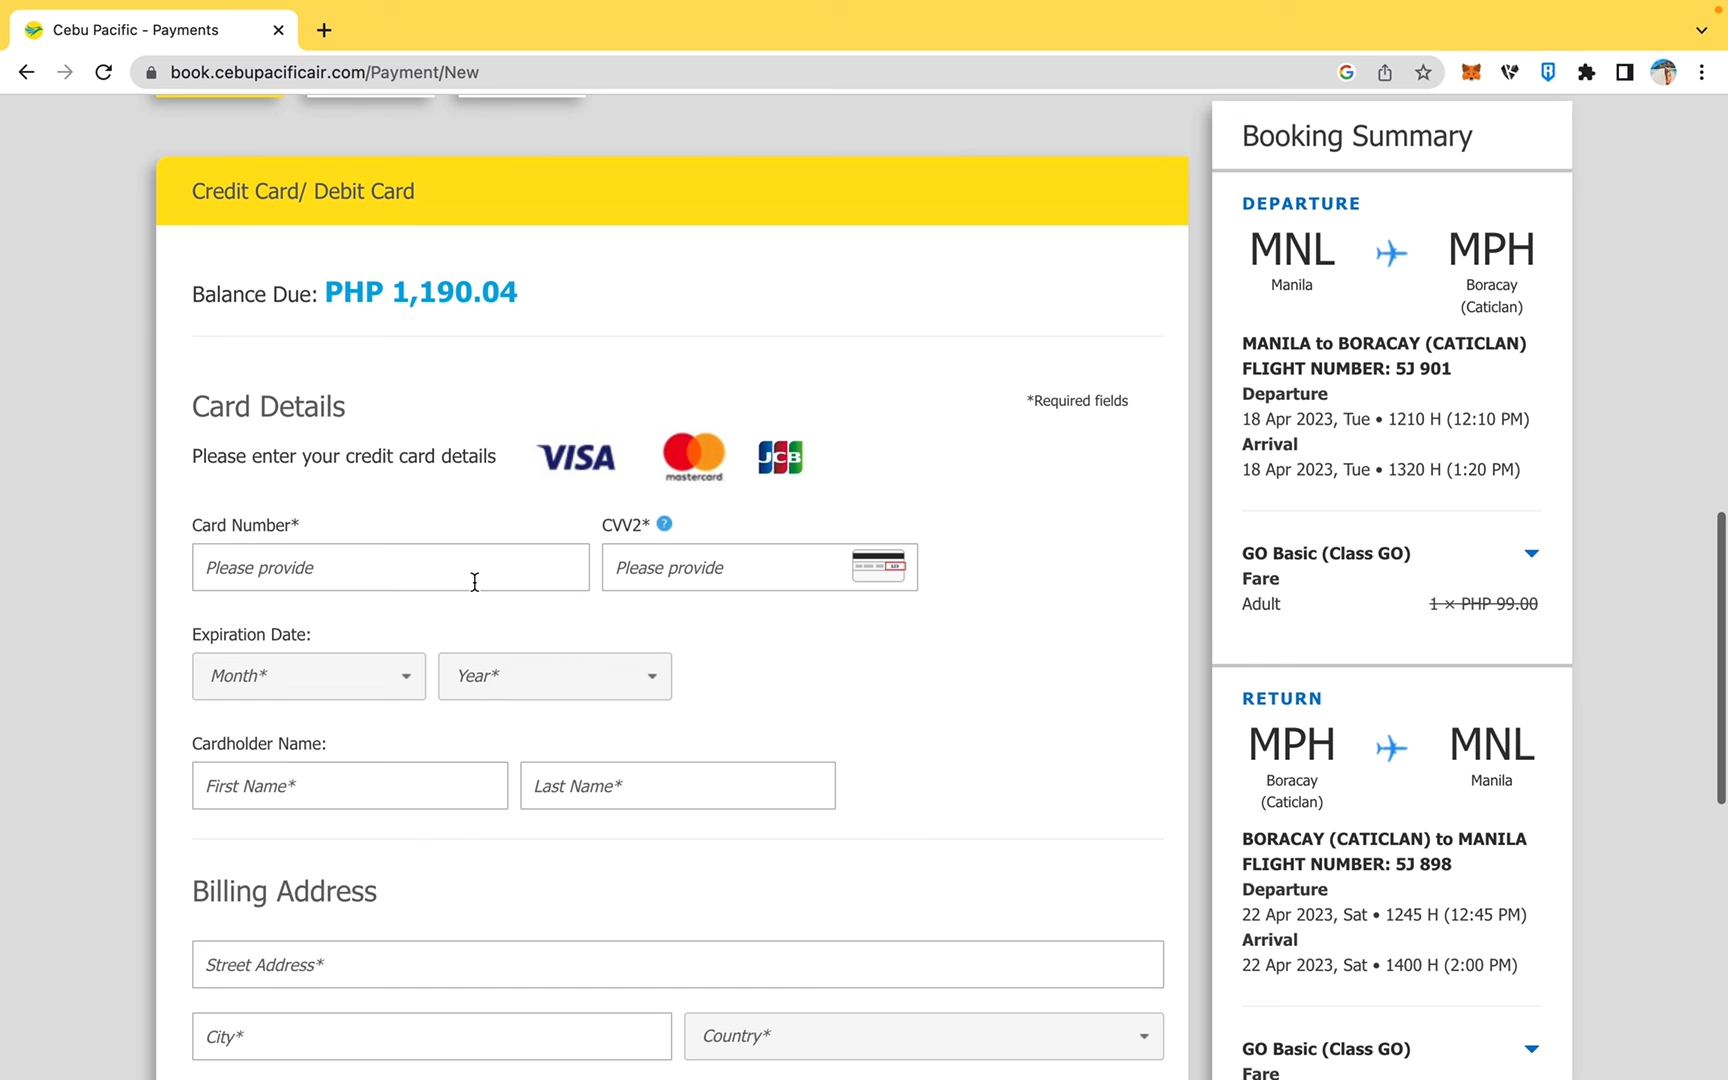 Cebu Pacific - Payments
book.cebupacificair.com/Payment/New
Credit Card/ Debit Card
Balance Due: PHP 1,190.04
Card Details
*Required fields
Please enter your credit card details
VISA
mastercard
JCB
Card Number*
CVV2* ?
Please provide
Please provide
123
Expiration Date:
Month*
Year*
Cardholder Name:
First Name*
Last Name*
Billing Address
Street Address*
City*
Country*
Booking Summary
DEPARTURE
MNL MPH
Manila Boracay
(Caticlan)
MANILA to BORACAY (CATICLAN)
FLIGHT NUMBER: 5J 901
Departure
18 Apr 2023, Tue • 1210 H (12:10 PM)
Arrival
18 Apr 2023, Tue • 1320 H (1:20 PM)
GO Basic (Class GO)
Fare
Adult 1 × PHP 99.00
RETURN
MPH MNL
Boracay Manila
(Caticlan)
BORACAY (CATICLAN) to MANILA
FLIGHT NUMBER: 5J 898
Departure
22 Apr 2023, Sat • 1245 H (12:45 PM)
Arrival
22 Apr 2023, Sat • 1400 H (2:00 PM)
GO Basic (Class GO)
Fare